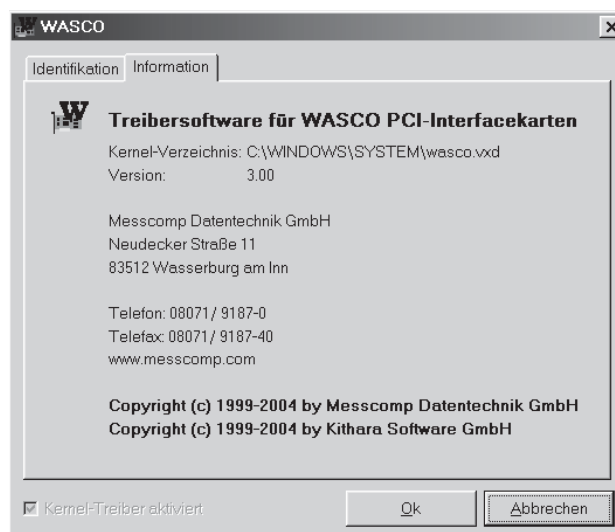 WASCO
Identifikation
Information
Treibersoftware für WASCO PCI-Interfacekarten
Kernel-Verzeichnis: C:\WINDOWS\SYSTEM\wasco.vxd
Version: 3.00
Messcomp Datentechnik GmbH
Neudecker Straße 11
83512 Wasserburg am Inn
Telefon: 08071/ 9187-0
Telefax: 08071/ 9187-40
www.messcomp.com
Copyright (c) 1999-2004 by Messcomp Datentechnik GmbH
Copyright (c) 1999-2004 by Kithara Software GmbH
Kernel-Treiber aktiviert
Ok
Abbrechen